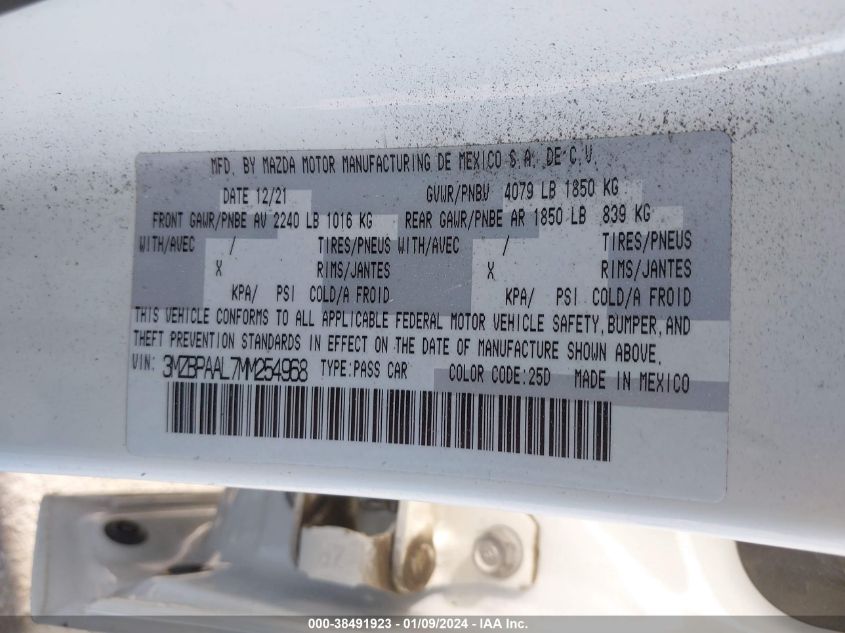 MFD. BY MAZDA MOTOR MANUFACTURING DE MEXICO S.A. DE C.V.
DATE 12/21 GVWR/PNBV 4079 LB 1850 KG
FRONT GAWR/PNBE AV 2240 LB 1016 KG REAR GAWR/PNBE AR 1850 LB 839 KG
WITH/AVEC / TIRES/PNEUS WITH/AVEC / TIRES/PNEUS
X RIMS/JANTES X RIMS/JANTES
KPA/ PSI COLD/A FROID KPA/ PSI COLD/A FROID
THIS VEHICLE CONFORMS TO ALL APPLICABLE FEDERAL MOTOR VEHICLE SAFETY, BUMPER, AND
THEFT PREVENTION STANDARDS IN EFFECT ON THE DATE OF MANUFACTURE SHOWN ABOVE.
VIN: 3MZBPAAL7MM254968 TYPE:PASS CAR COLOR CODE:25D MADE IN MEXICO
000-38491923 - 01/09/2024 - IAA Inc.